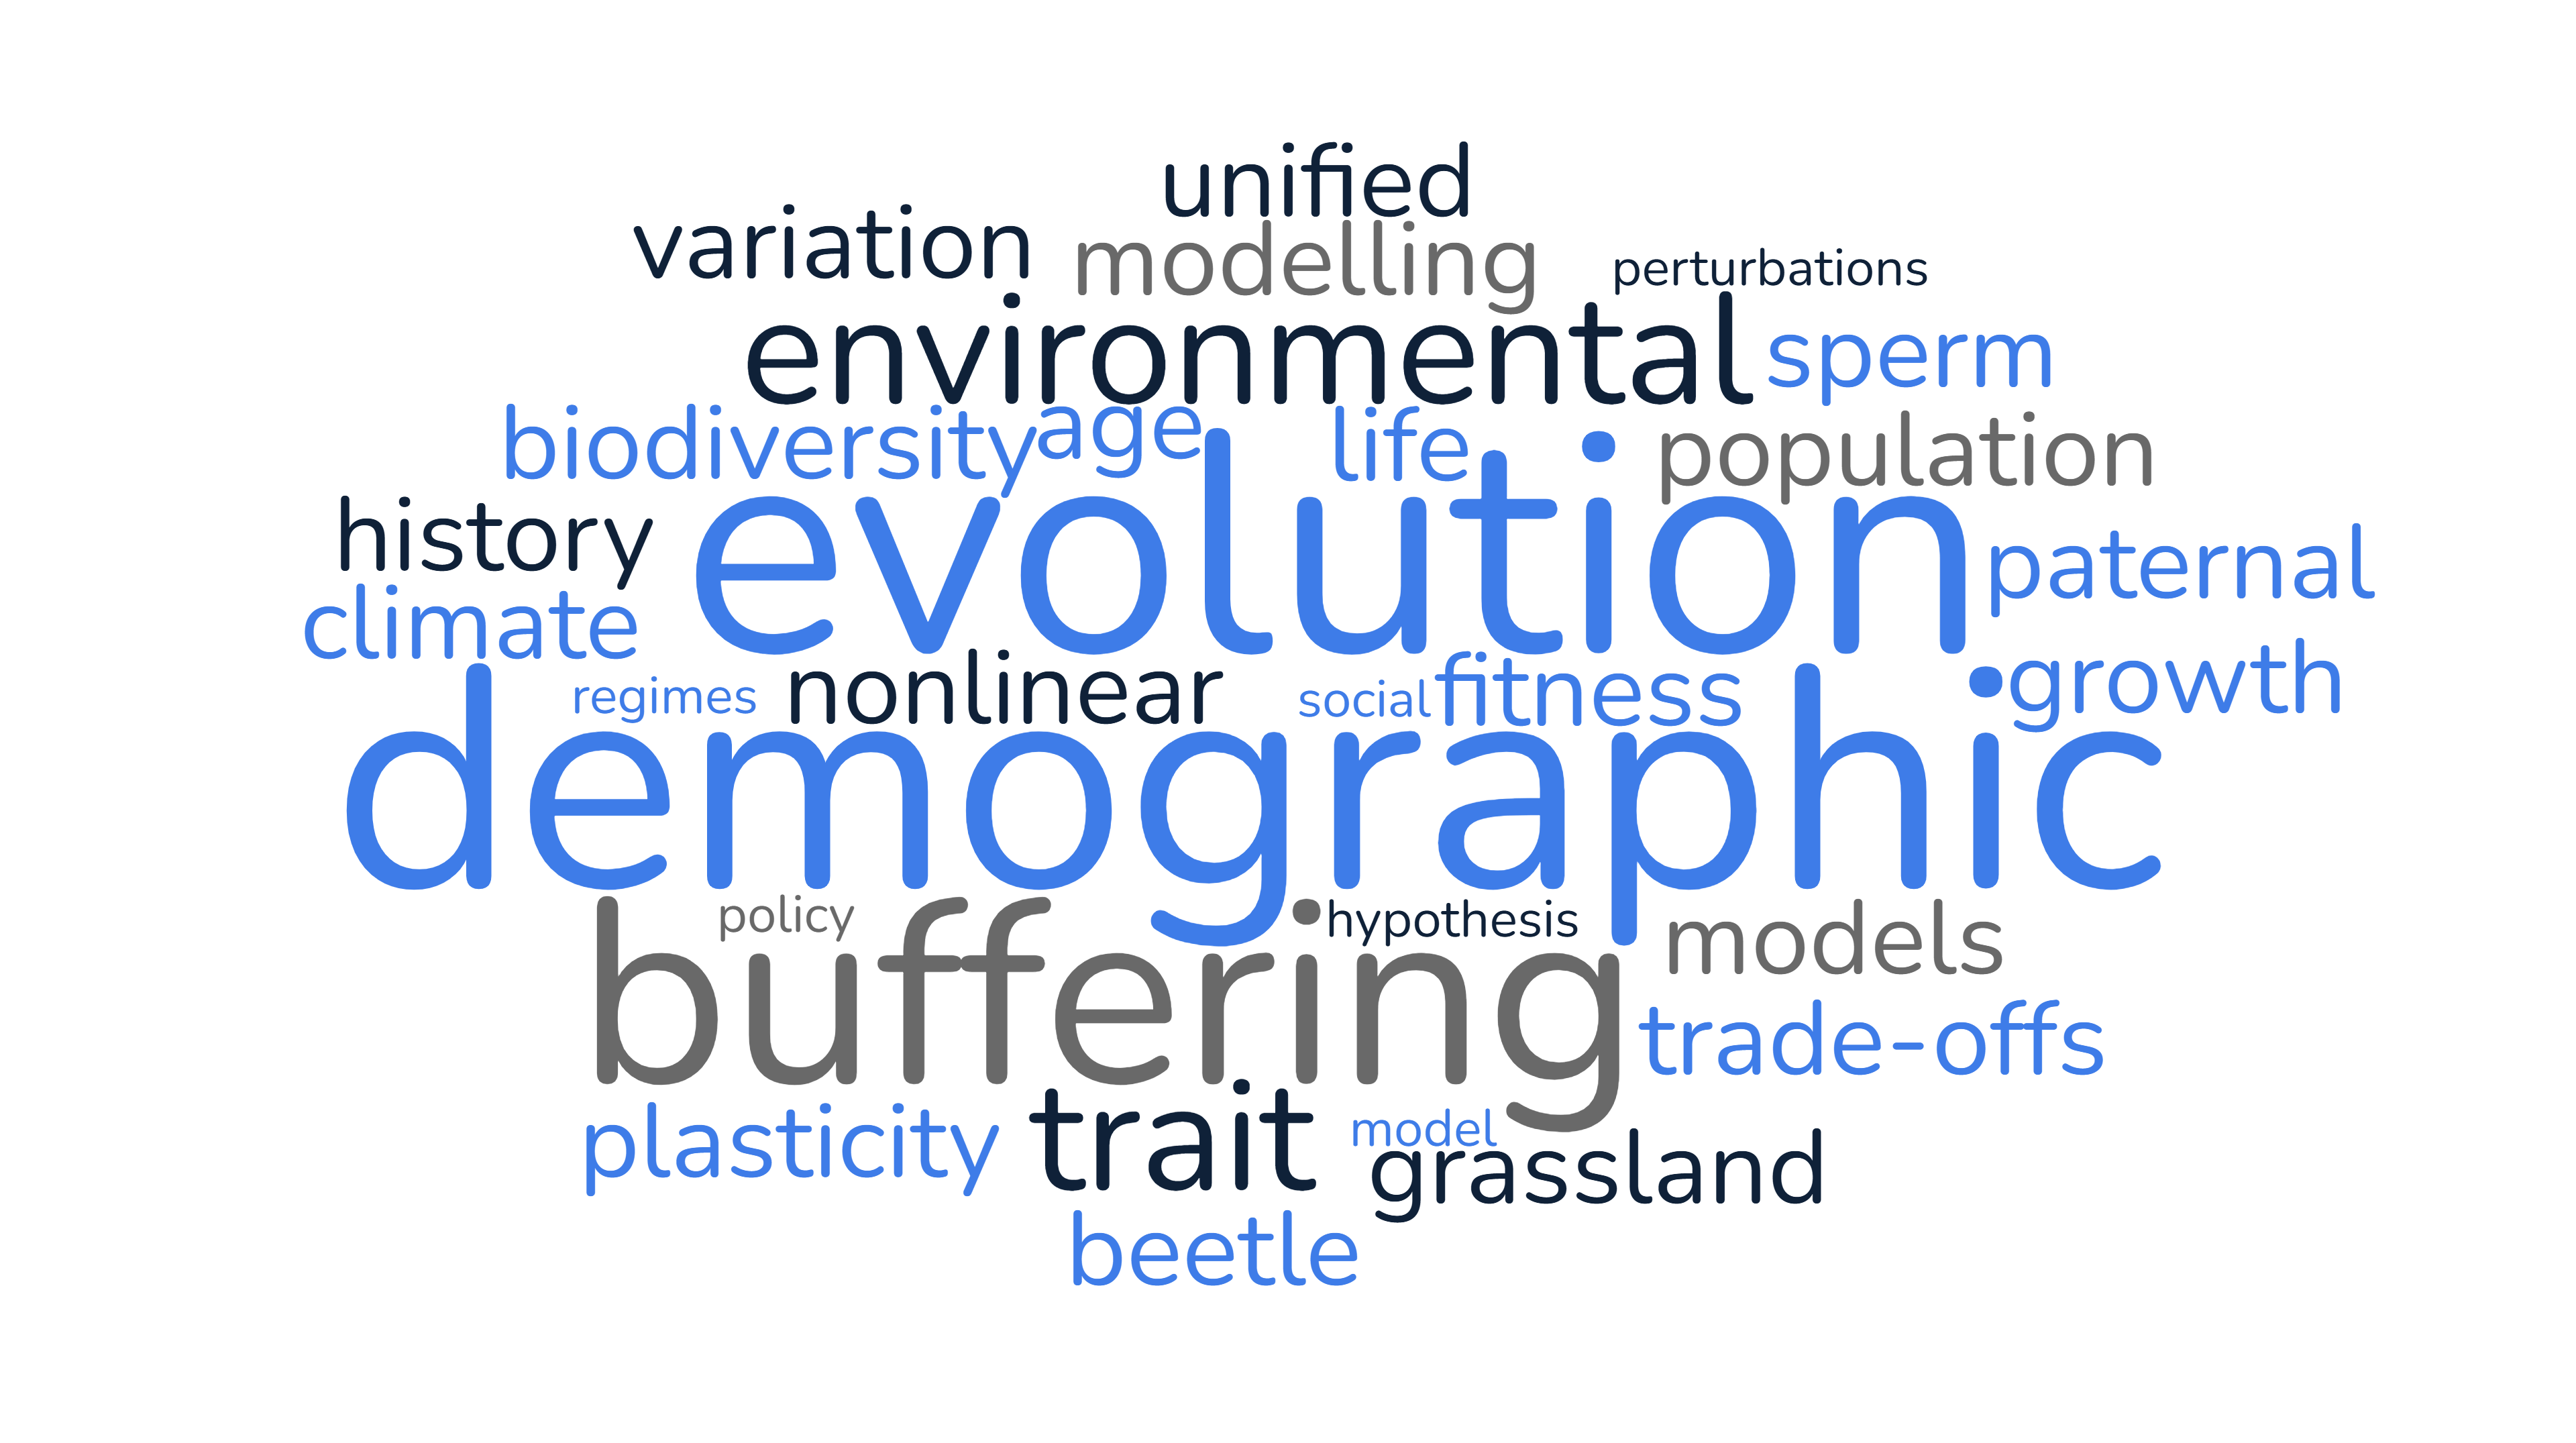 unified
variation modelling perturbations
environmental sperm
biodiversity age life population
history evolution paternal
climate growth
regimes nonlinear social fitness
demographic
policy hypothesis models
buffering trade-offs
plasticity trait model
grassland
beetle